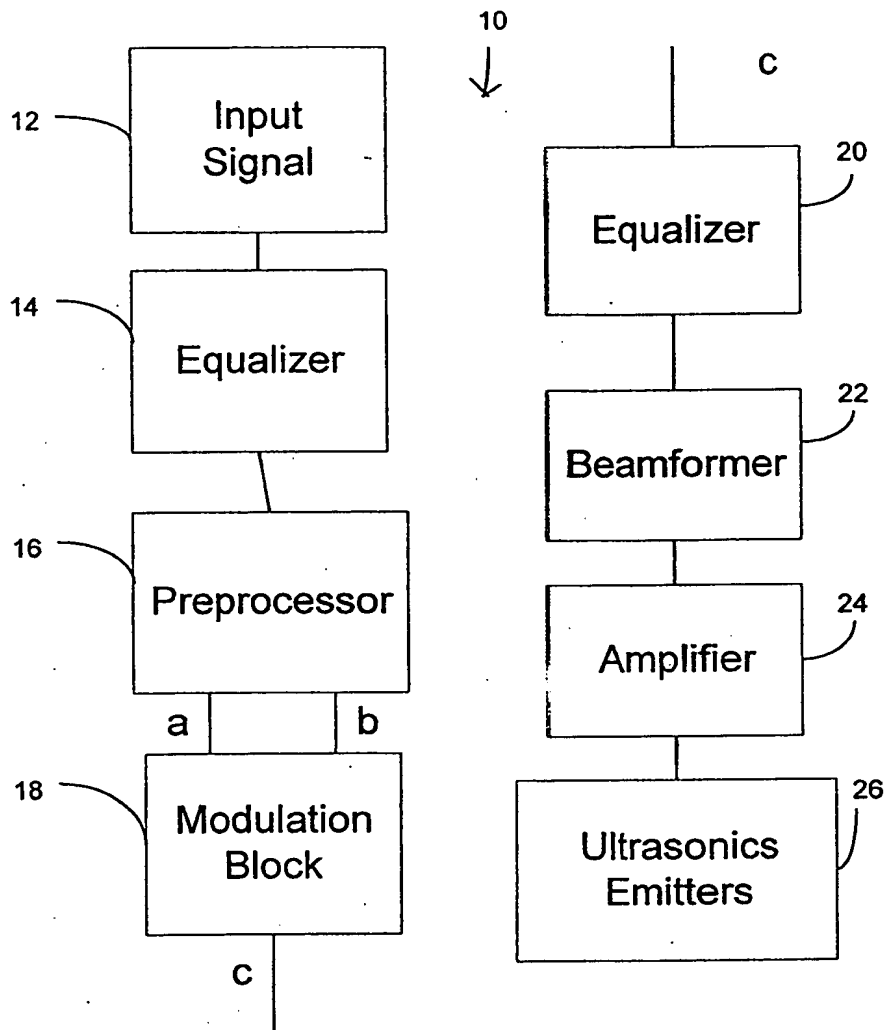 10
12
Input
Signal
14
Equalizer
16
Preprocessor
a
b
18
Modulation
Block
c
c
20
Equalizer
22
Beamformer
24
Amplifier
26
Ultrasonics
Emitters